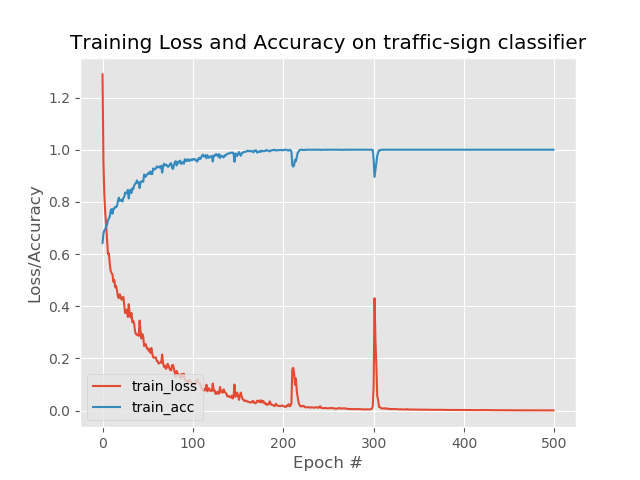 Training Loss and Accuracy on traffic-sign classifier
Loss/Accuracy
1.2
1.0
0.8
0.6
0.4
0.2
0.0
train_loss
train_acc
0 100 200 300 400 500
Epoch #